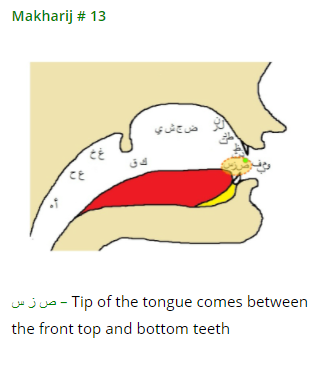 Makharij # 13
ض ج ش ي
غ خ
ك ق
ع ح
أ ه
ص ز س – Tip of the tongue comes between
the front top and bottom teeth